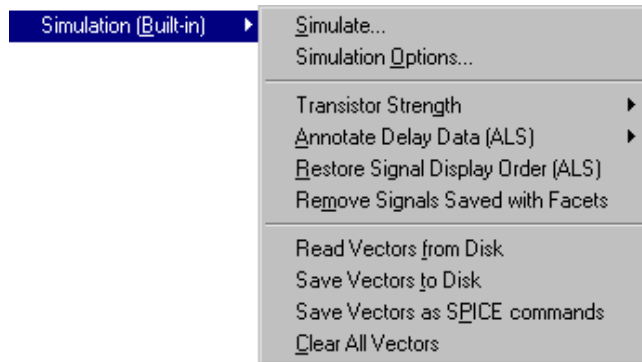 Simulation (Built-in)
Simulate...
Simulation Options...
Transistor Strength
Annotate Delay Data (ALS)
Restore Signal Display Order (ALS)
Remove Signals Saved with Facets
Read Vectors from Disk
Save Vectors to Disk
Save Vectors as SPICE commands
Clear All Vectors